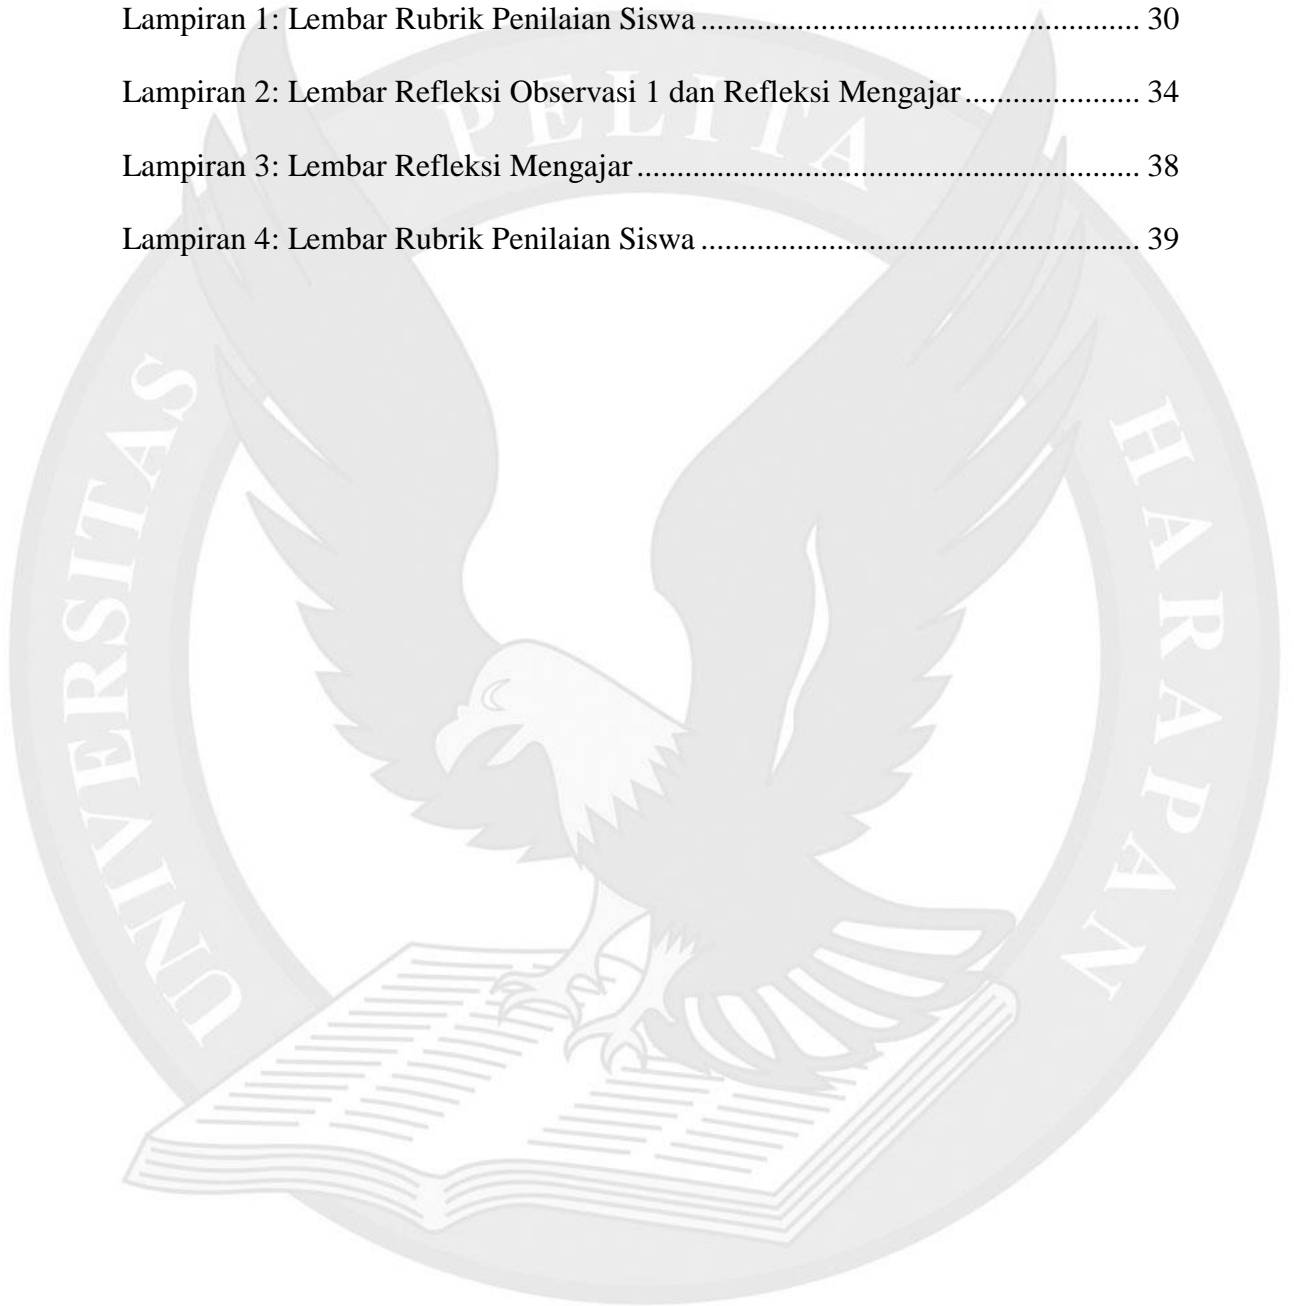 Lampiran 1: Lembar Rubrik Penilaian Siswa ........................................................ 30
Lampiran 2: Lembar Refleksi Observasi 1 dan Refleksi Mengajar ...................... 34
Lampiran 3: Lembar Refleksi Mengajar ................................................................ 38
Lampiran 4: Lembar Rubrik Penilaian Siswa ........................................................ 39
UNIVERSITAS PELITA HARAPAN